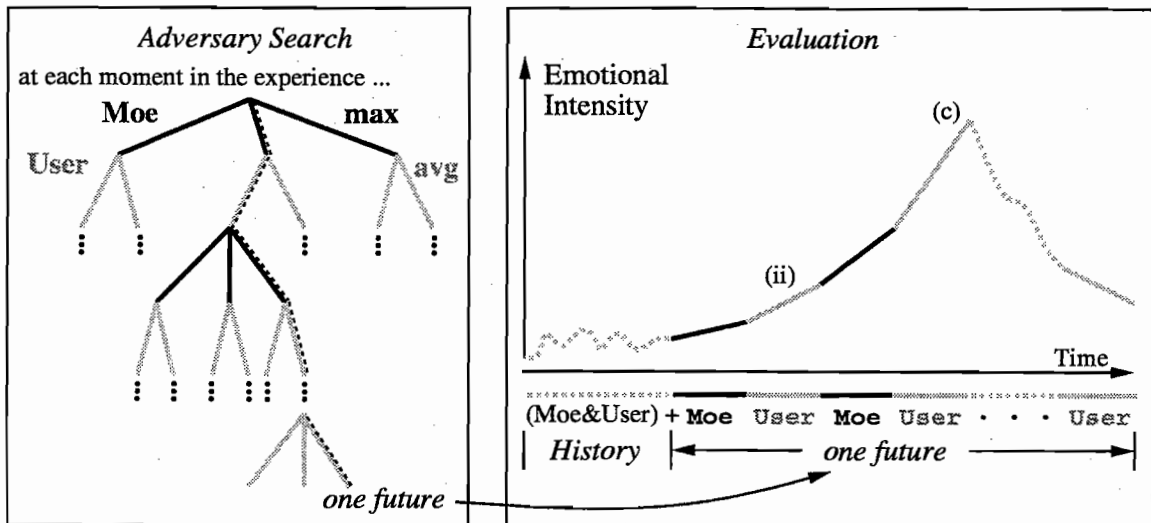 Adversary Search
at each moment in the experience ...
Moe max
User avg
one future
Evaluation
Emotional
Intensity
(c)
(ii)
Time
(Moe&User) + Moe User Moe User . . . User
History one future